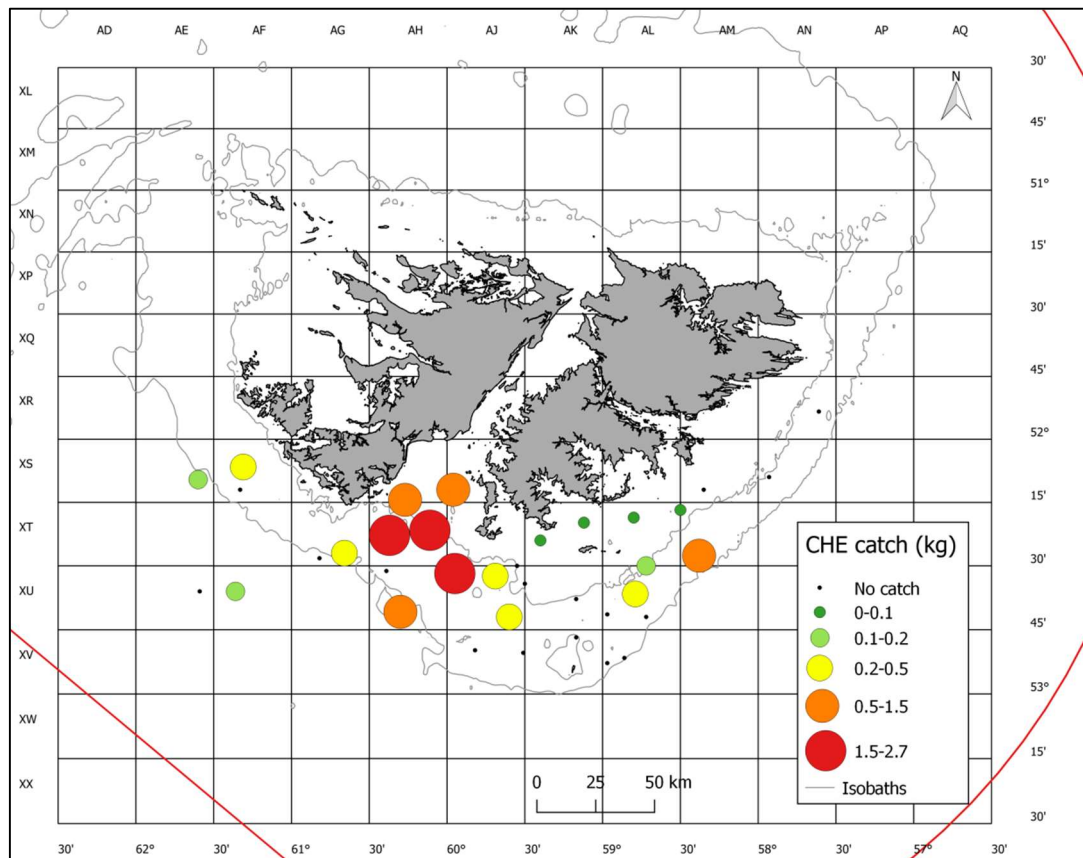 AD AE AF AG AH AJ AK AL AM AN AP AQ
30'
XL
N
45'
XM
51°
XN
15'
XP
30'
XQ
45'
XR
52°
XS
15'
XT
30'
XU
45'
XV
53°
XW
15'
XX
30'
CHE catch (kg)
No catch
0-0.1
0.1-0.2
0.2-0.5
0.5-1.5
1.5-2.7
Isobaths
0 25 50 km
30' 62° 30' 61° 30' 60° 30' 59° 30' 58° 30' 57° 30'